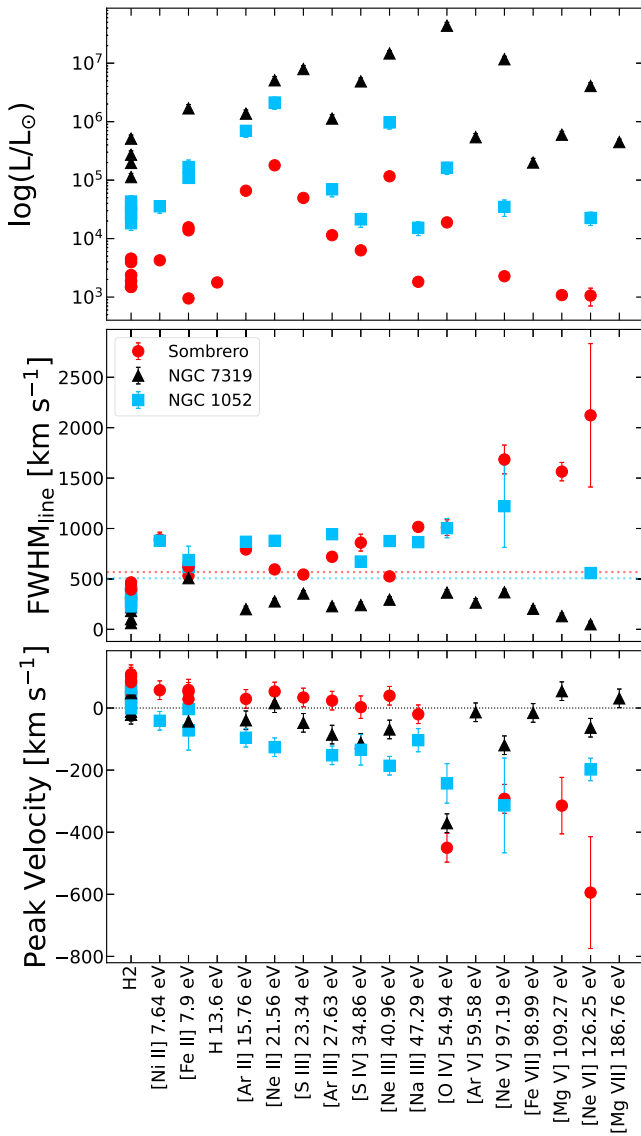 log(L/L☉)
10⁷
10⁶
10⁵
10⁴
10³
FWHM_line [km s⁻¹]
2500
2000
1500
1000
500
0
Sombrero
NGC 7319
NGC 1052
Peak Velocity [km s⁻¹]
0
−200
−400
−600
−800
H2
[Ni II] 7.64 eV
[Fe II] 7.9 eV
H 13.6 eV
[Ar II] 15.76 eV
[Ne II] 21.56 eV
[S III] 23.34 eV
[Ar III] 27.63 eV
[S IV] 34.86 eV
[Ne III] 40.96 eV
[Na III] 47.29 eV
[O IV] 54.94 eV
[Ar V] 59.58 eV
[Ne V] 97.19 eV
[Fe VII] 98.99 eV
[Mg V] 109.27 eV
[Ne VI] 126.25 eV
[Mg VII] 186.76 eV